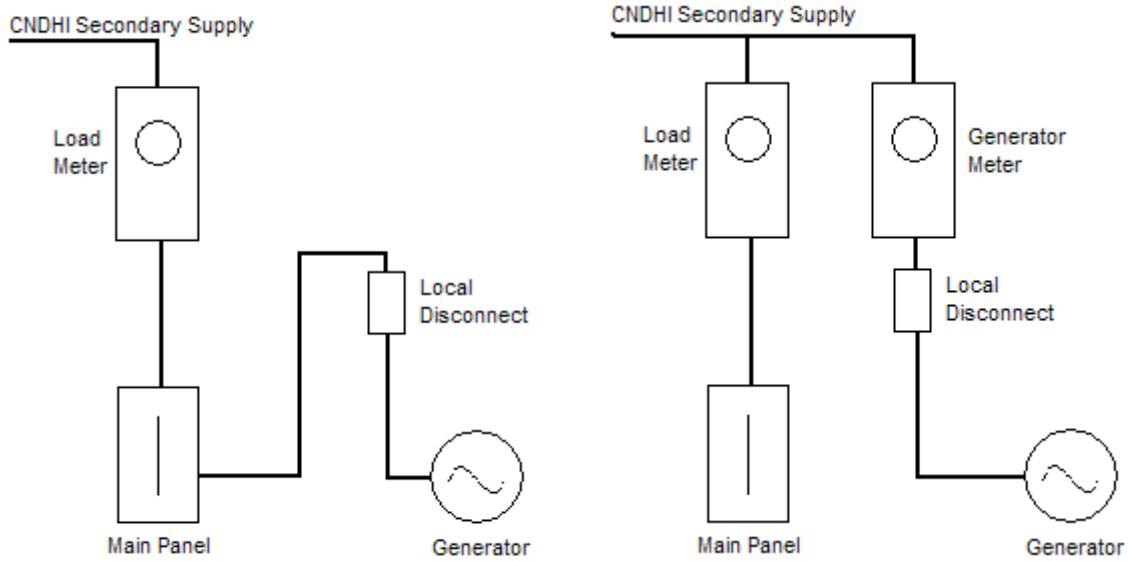 CNDHI Secondary Supply
Load
Meter
Local
Disconnect
Main Panel
Generator
CNDHI Secondary Supply
Load
Meter
Generator
Meter
Local
Disconnect
Main Panel
Generator